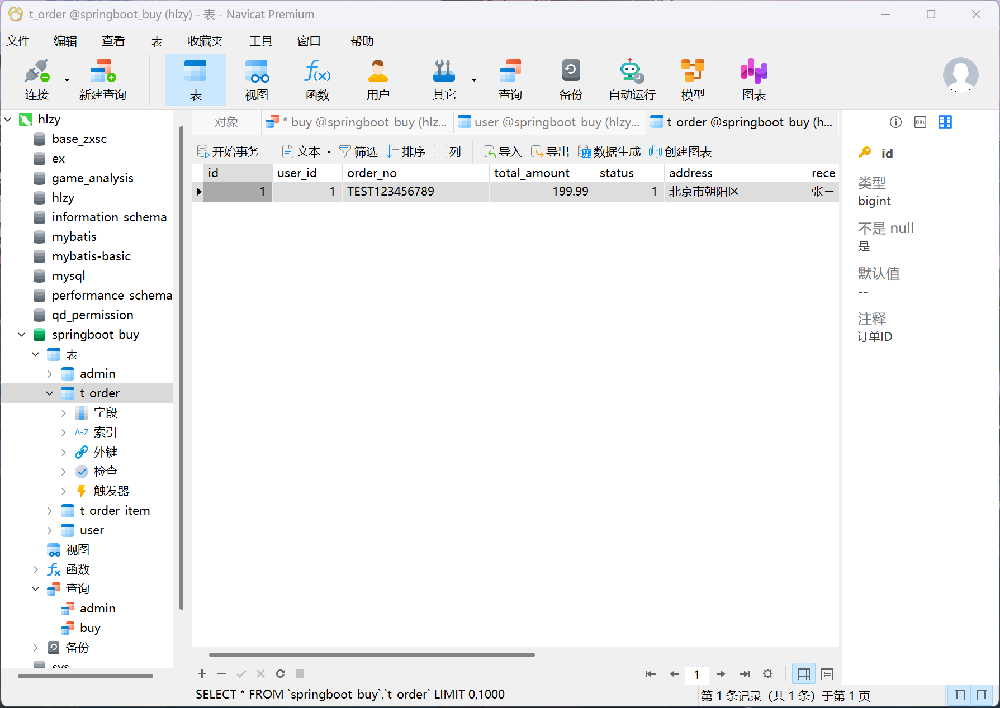 t_order @springboot_buy (hlzy) - 表 - Navicat Premium
文件 编辑 查看 表 收藏夹 工具 窗口 帮助
连接 新建查询 表 视图 函数 用户 其它 查询 备份 自动运行 模型 图表
hlzy
base_zxsc
ex
game_analysis
hlzy
information_schema
mybatis
mybatis-basic
mysql
performance_schema
qd_permission
springboot_buy
表
admin
t_order
字段
A-Z 索引
外键
检查
触发器
t_order_item
user
视图
函数
查询
admin
buy
备份
sys
对象 * buy @springboot_buy (hlz... user @springboot_buy (hlzy... t_order @springboot_buy (h...
开始事务 文本 筛选 排序 列 导入 导出 数据生成 创建图表
id user_id order_no total_amount status address rece
1 1 TEST123456789 199.99 1 北京市朝阳区 张三
DDL
id
类型
bigint
不是 null
是
默认值
--
注释
订单ID
1
SELECT * FROM `springboot_buy`.`t_order` LIMIT 0,1000
第 1 条记录（共 1 条）于第 1 页